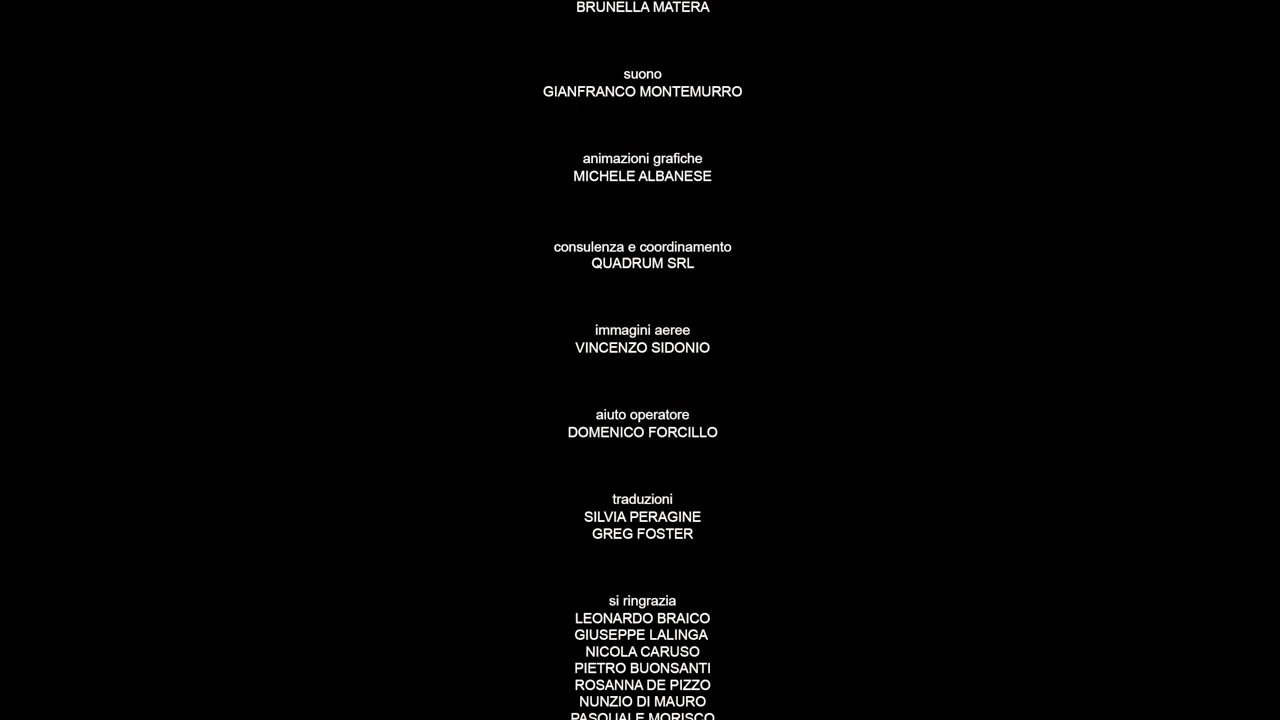 BRUNELLA MATERA
suono
GIANFRANCO MONTEMURRO
animazioni grafiche
MICHELE ALBANESE
consulenza e coordinamento
QUADRUM SRL
immagini aeree
VINCENZO SIDONIO
aiuto operatore
DOMENICO FORCILLO
traduzioni
SILVIA PERAGINE
GREG FOSTER
si ringrazia
LEONARDO BRAICO
GIUSEPPE LALINGA
NICOLA CARUSO
PIETRO BUONSANTI
ROSANNA DE PIZZO
NUNZIO DI MAURO
PASQUALE MORISCO